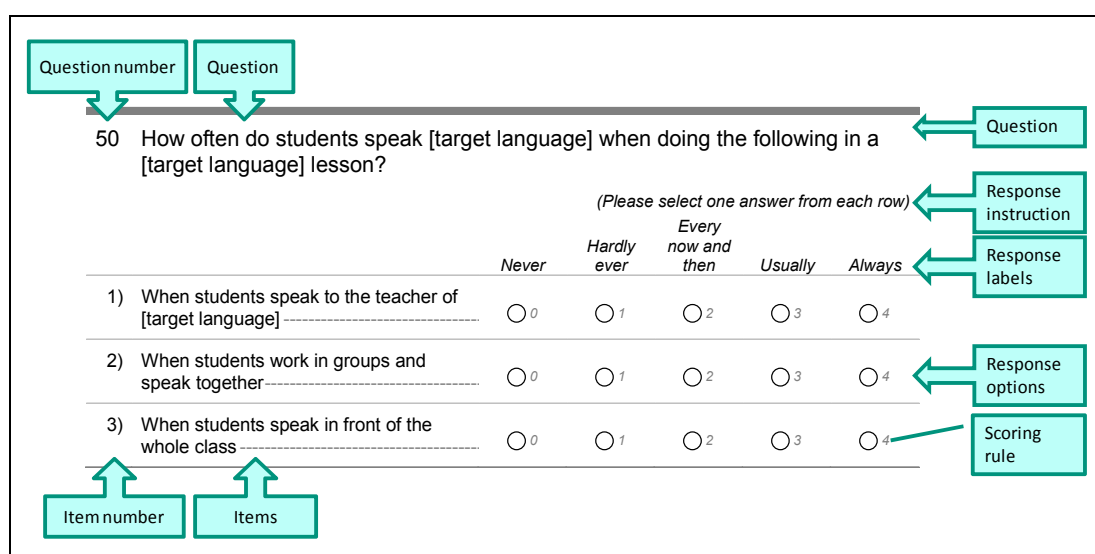 Question number
Question
50 How often do students speak [target language] when doing the following in a
[target language] lesson?
Question
(Please select one answer from each row)
Response
instruction
Never
Hardly
ever
Every
now and
then
Usually
Always
Response
labels
1) When students speak to the teacher of
[target language]
0 1 2 3 4
2) When students work in groups and
speak together
0 1 2 3 4
Response
options
3) When students speak in front of the
whole class
0 1 2 3 4
Scoring
rule
Item number
Items